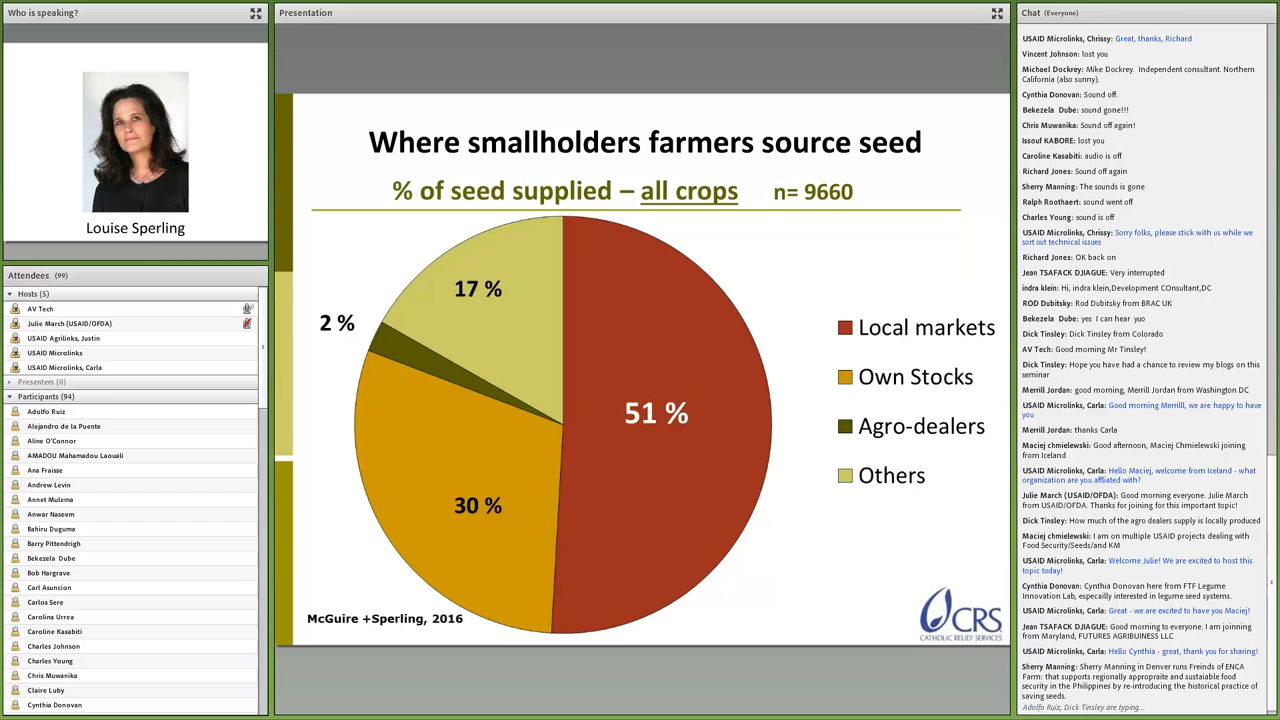 Who is speaking?
Louise Sperling
Attendees (99)
Hosts (5)
AV Tech
Julie March (USAID/OFDA)
USAID Agrilinks, Justin
USAID Microlinks
USAID Microlinks, Carla
Presenters (0)
Participants (94)
Adolfo Ruiz
Alejandro de la Puente
Aline O'Connor
AMADOU Mahamadou Laouali
Ana Fraisse
Andrew Levin
Annet Mulema
Anwar Naseem
Bahiru Duguma
Barry Pittendrigh
Bekezela Dube
Bob Hargrave
Carl Asuncion
Carlos Sere
Carolina Urrea
Caroline Kasabiti
Charles Johnson
Charles Young
Chris Muwanika
Claire Luby
Cynthia Donovan
Presentation
Where smallholders farmers source seed
% of seed supplied – all crops n= 9660
17 %
2 %
51 %
30 %
Local markets
Own Stocks
Agro-dealers
Others
McGuire +Sperling, 2016
CRS
CATHOLIC RELIEF SERVICES
Chat (Everyone)
USAID Microlinks, Chrissy: Great, thanks, Richard
Vincent Johnson: lost you
Michael Dockrey: Mike Dockrey. Independent consultant. Northern
California (also sunny).
Cynthia Donovan: Sound off.
Bekezela Dube: sound gone!!!
Chris Muwanika: Sound off again!
Issouf KABORE: lost you
Caroline Kasabiti: audio is off
Richard Jones: Sound off again
Sherry Manning: The sounds is gone
Ralph Roothaert: sound went off
Charles Young: sound is off
USAID Microlinks, Chrissy: Sorry folks, please stick with us while we
sort out technical issues
Richard Jones: OK back on
Jean TSAFACK DJIAGUE: Very interrupted
indra klein: Hi, indra klein,Development COnsultant,DC
ROD Dubitsky: Rod Dubitsky from BRAC UK
Bekezela Dube: yes I can hear yuo
Dick Tinsley: Dick Tinsley from Colorado
AV Tech: Good morning Mr Tinsley!
Dick Tinsley: Hope you have had a chance to review my blogs on this
seminar
Merrill Jordan: good morning, Merrill Jordan from Washington DC
USAID Microlinks, Carla: Good morning Merrilll, we are happy to have
you
Merrill Jordan: thanks Carla
Maciej chmielewski: Good afternoon, Maciej Chmielewski joining
from Iceland
USAID Microlinks, Carla: Hello Maciej, welcome from Iceland - what
organization are you affliated with?
Julie March (USAID/OFDA): Good morning everyone. Julie March
from USAID/OFDA. Thanks for joining for this important topic!
Dick Tinsley: How much of the agro dealers supply is locally produced
Maciej chmielewski: I am on multiple USAID projects dealing with
Food Security/Seeds/and KM
USAID Microlinks, Carla: Welcome Julie! We are excited to host this
topic today!
Cynthia Donovan: Cynthia Donovan here from FTF Legume
Innovation Lab, especailly interested in legume seed systems.
USAID Microlinks, Carla: Great - we are excited to have you Maciej!
Jean TSAFACK DJIAGUE: Good morning to everyone. I am joinning
from Maryland, FUTURES AGRIBUINESS LLC
USAID Microlinks, Carla: Hello Cynthia - great, thank you for sharing!
Sherry Manning: Sherry Manning in Denver runs Freinds of ENCA
Farm: that supports regionally appropraite and sustainable food
security in the Philippines by re-introducing the historical practice of
saving seeds.
Adolfo Ruiz, Dick Tinsley are typing...